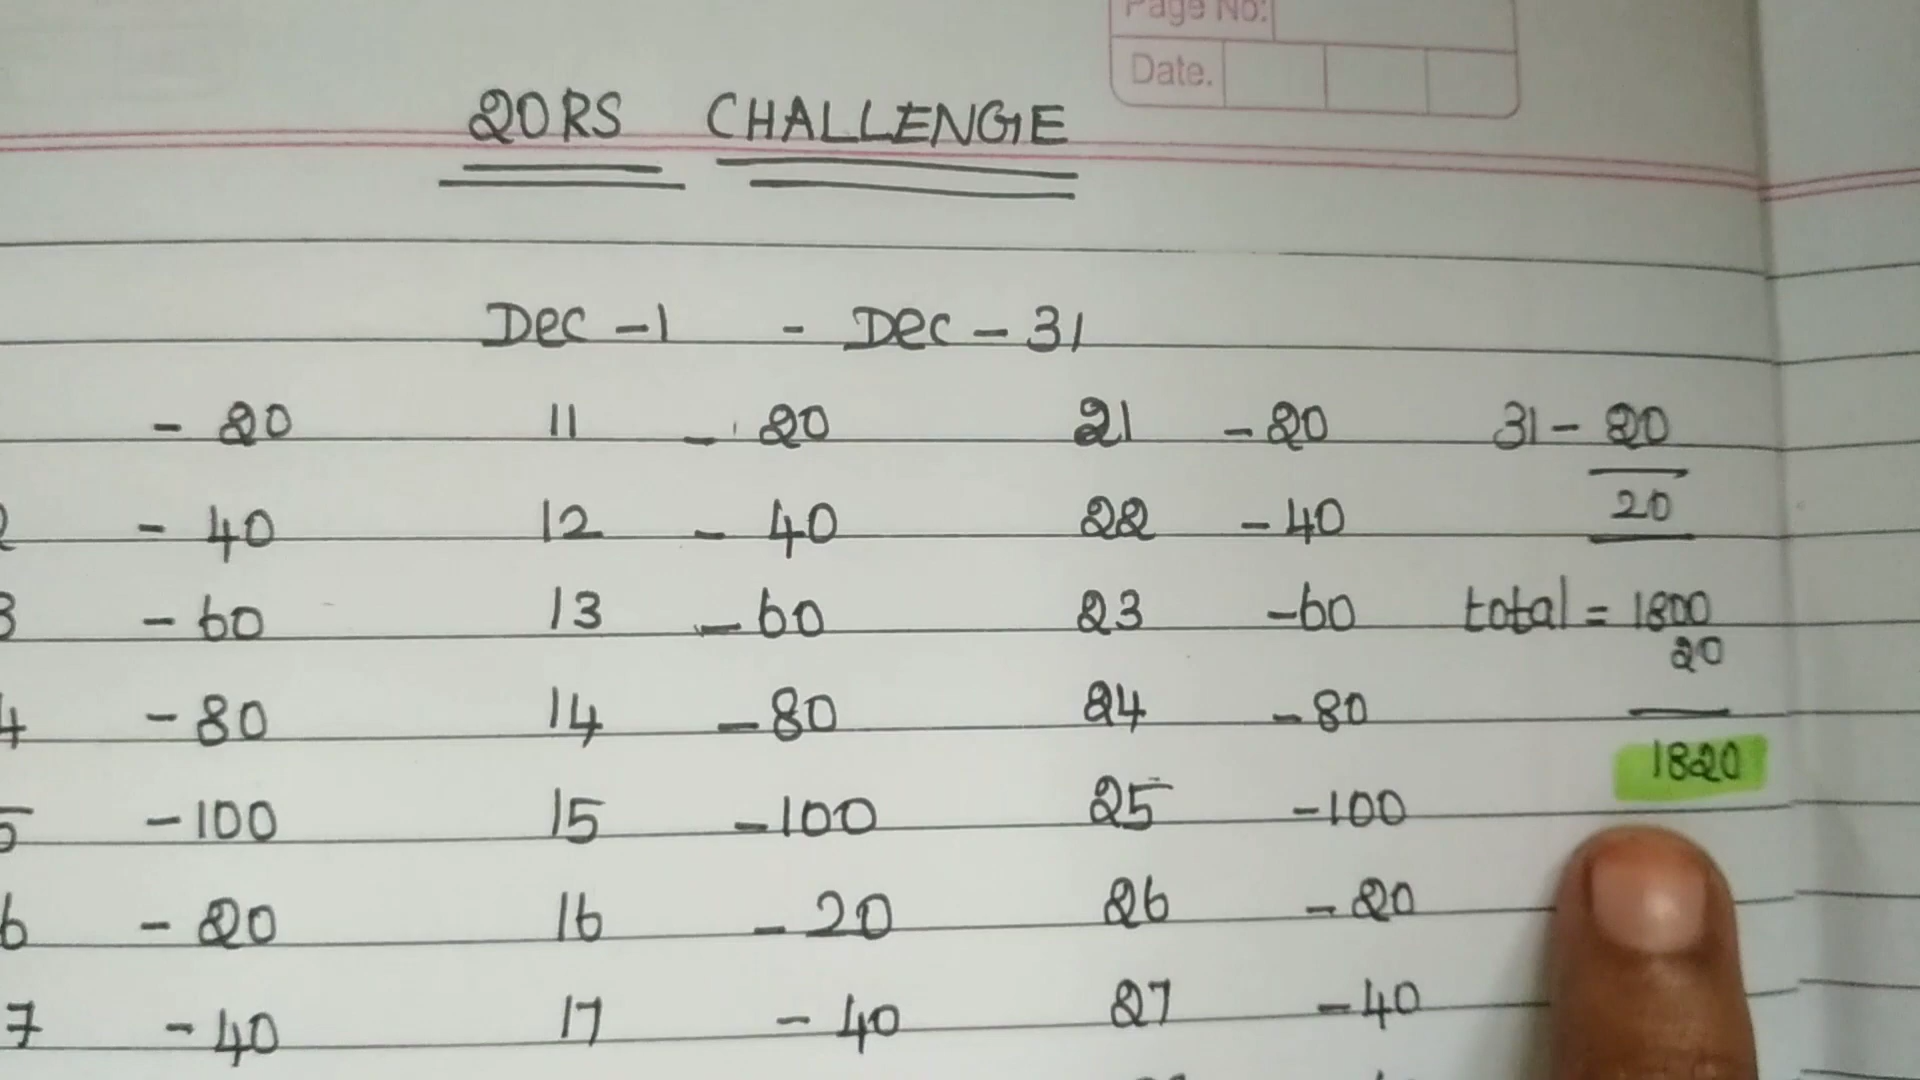 Page No:
Date.
20RS CHALLENGE
Dec -1 - Dec - 31
- 20 11 - 20 21 - 20 31 - 20
2 - 40 12 - 40 22 - 40 20
3 - 60 13 - 60 23 - 60 total = 1800
20
4 - 80 14 - 80 24 - 80
1820
5 - 100 15 - 100 25 - 100
6 - 20 16 - 20 26 - 20
7 - 40 17 - 40 27 - 40